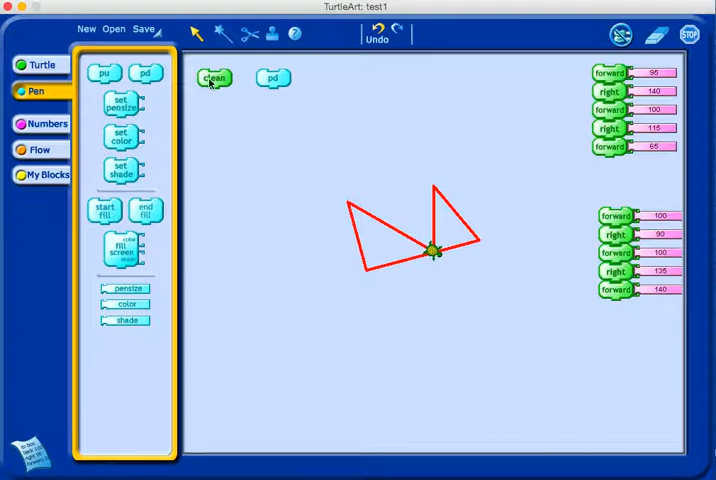 TurtleArt: test1
New Open Save
Undo
?
STOP
Turtle
Pen
Numbers
Flow
My Blocks
pu pd
set
pensize
set
color
set
shade
start
fill
end
fill
color
fill
screen
shade
pensize
color
shade
clean pd
forward 95
right 140
forward 100
right 115
forward 65
forward 100
right 90
forward 100
right 135
forward 140